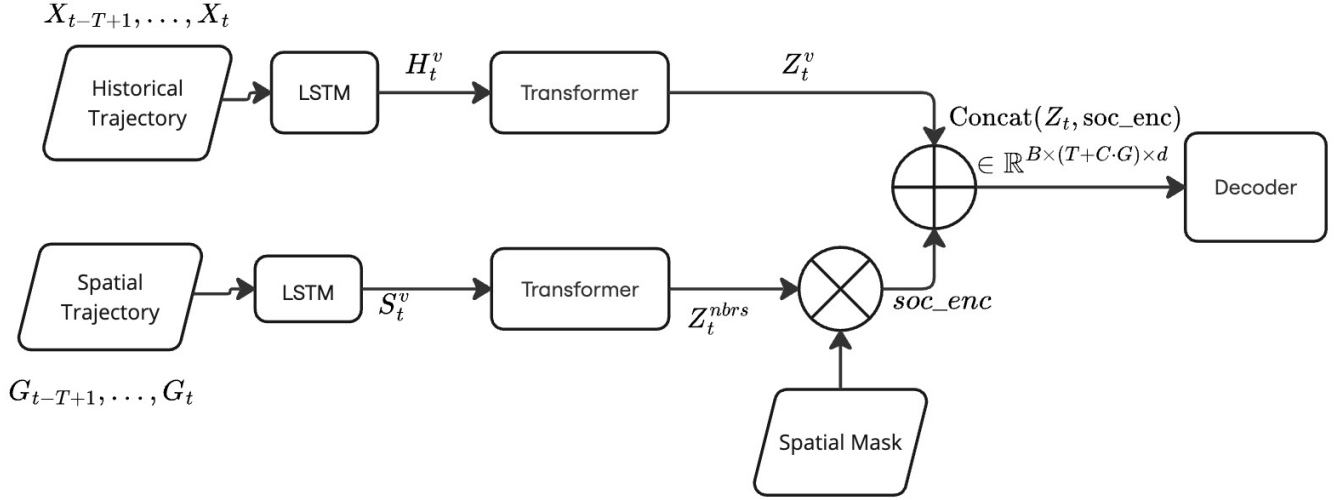 X_{t-T+1}, . . . , X_t
Historical
Trajectory
LSTM
H_t^v
Transformer
Z_t^v
Concat(Z_t, soc_enc)
∈ ℝ^{B×(T+C·G)×d}
Decoder
Spatial
Trajectory
LSTM
S_t^v
Transformer
Z_t^{nbrs}
soc_enc
G_{t-T+1}, . . . , G_t
Spatial Mask